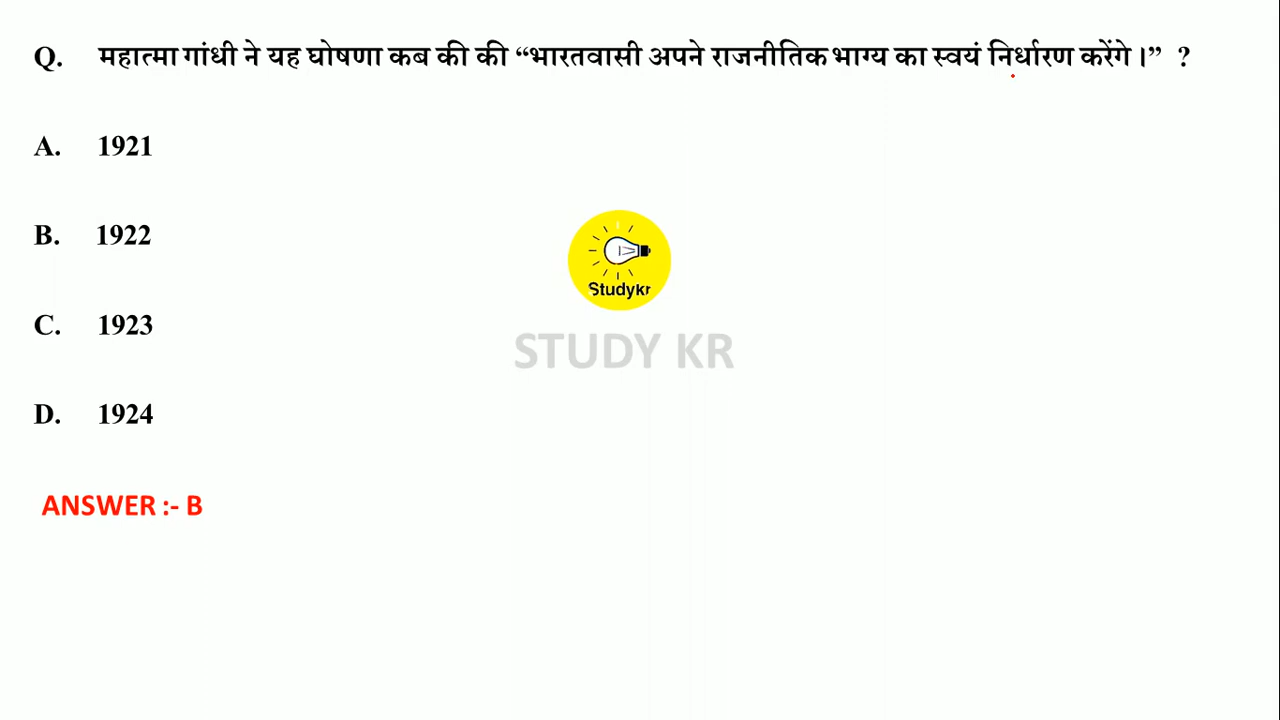 Q. महात्मा गांधी ने यह घोषणा कब की की “भारतवासी अपने राजनीतिक भाग्य का स्वयं निर्धारण करेंगे।” ?
A. 1921
B. 1922
Studykr
C. 1923
STUDY KR
D. 1924
ANSWER :- B